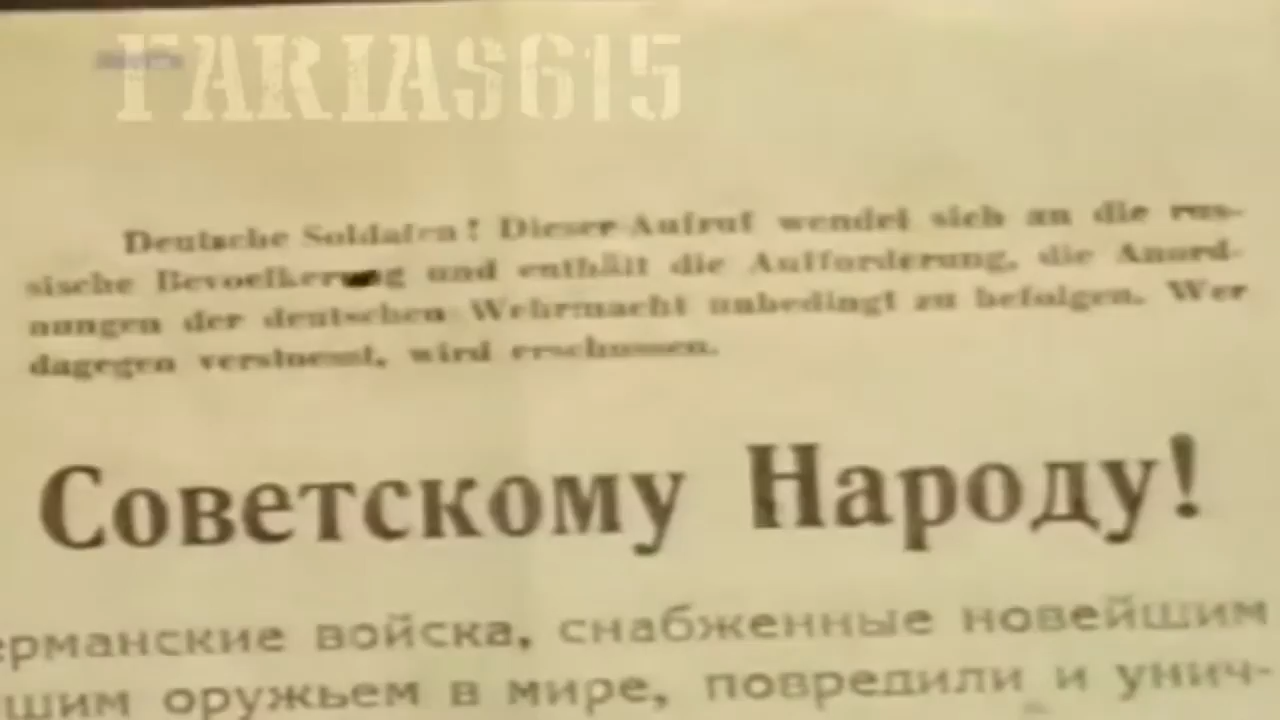 FARIAS615
Deutsche Soldaten! Dieser Aufruf wendet sich an die rus-
sische Bevoelkerung und enthält die Aufforderung, die Anord-
nungen der deutschen Wehrmacht unbedingt zu befolgen. Wer
dagegen verstoesst, wird erschossen.
Советскому Народу!
ерманские войска, снабженные новейшим
шим оружьем в мире, повредили и унич-